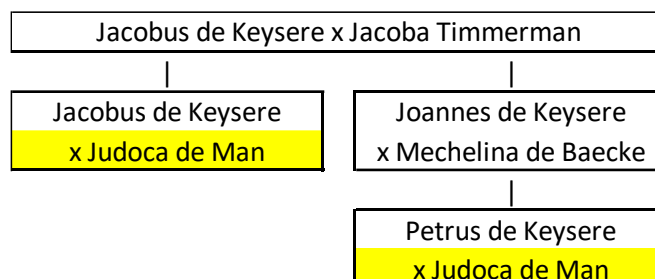 Jacobus de Keysere x Jacoba Timmerman
Jacobus de Keysere
x Judoca de Man
Joannes de Keysere
x Mechelina de Baecke
Petrus de Keysere
x Judoca de Man